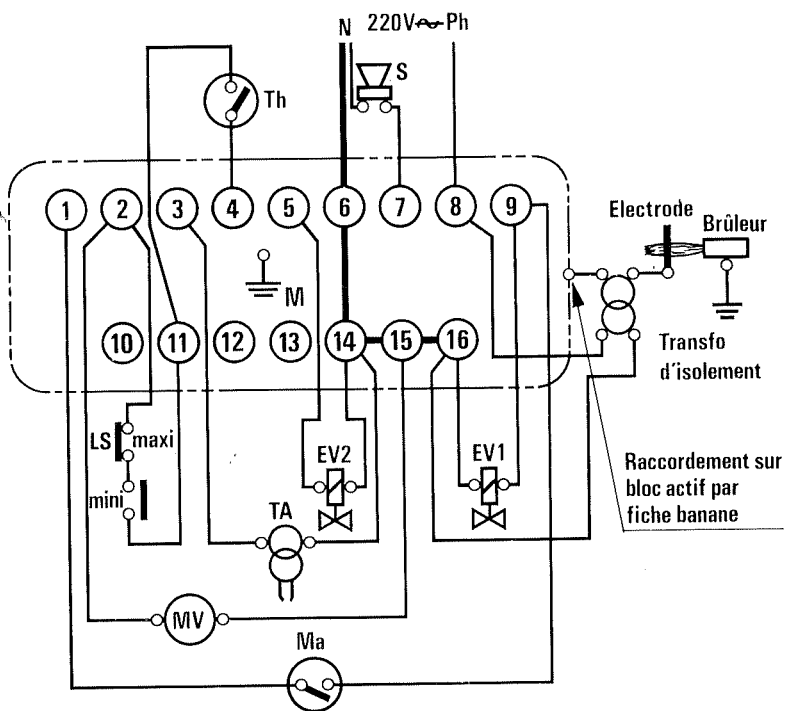 N 220V~Ph
S
Th
1 2 3 4 5 6 7 8 9
Electrode
Brûleur
M
10 11 12 13 14 15 16
Transfo
d'isolement
LS maxi
mini
EV2
EV1
TA
Raccordement sur
bloc actif par
fiche banane
MV
Ma